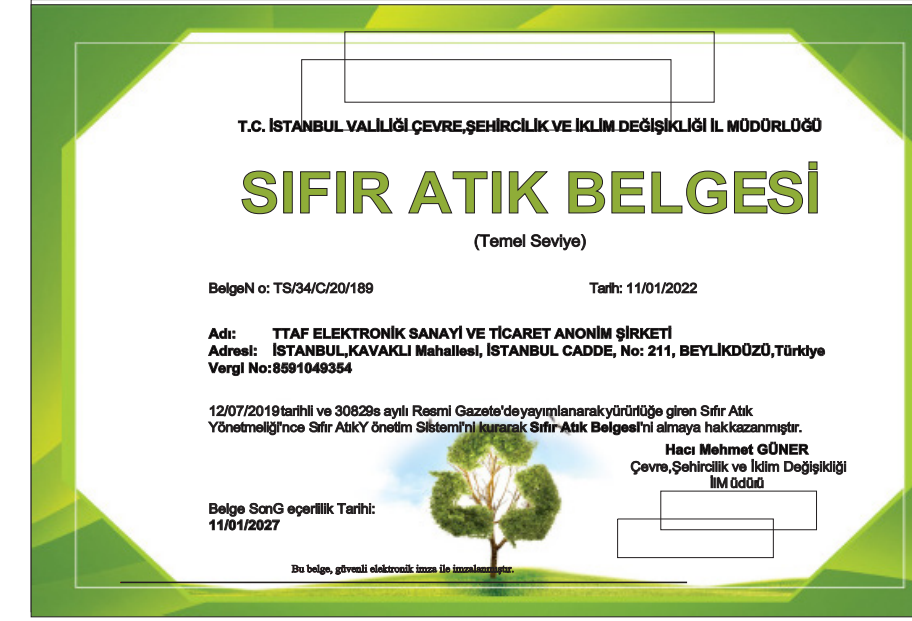 T.C. İSTANBUL VALİLİĞİ ÇEVRE,ŞEHİRCİLİK VE İKLİM DEĞİŞİKLİĞİ İL MÜDÜRLÜĞÜ
SIFIR ATIK BELGESİ
(Temel Seviye)
BelgeN o: TS/34/C/20/189 Tarih: 11/01/2022
Adı: TTAF ELEKTRONİK SANAYİ VE TİCARET ANONİM ŞİRKETİ
Adresi: İSTANBUL,KAVAKLI Mahallesi, İSTANBUL CADDE, No: 211, BEYLİKDÜZÜ,Türkiye
Vergi No:8591049354
12/07/2019tarihli ve 30829s ayılı Resmi Gazete'deyayımlanarakyürürlüğe giren Sıfır Atık
Yönetmeliği'nce Sıfır AtıkY önetim Sistemi'ni kurarak Sıfır Atık Belgesi'ni almaya hakkazanmıştır.
Hacı Mehmet GÜNER
Çevre,Şehircilik ve İklim Değişikliği
İlM üdürü
Belge SonG eçerlilik Tarihi:
11/01/2027
Bu belge, güvenli elektronik imza ile imzalanmıştır.